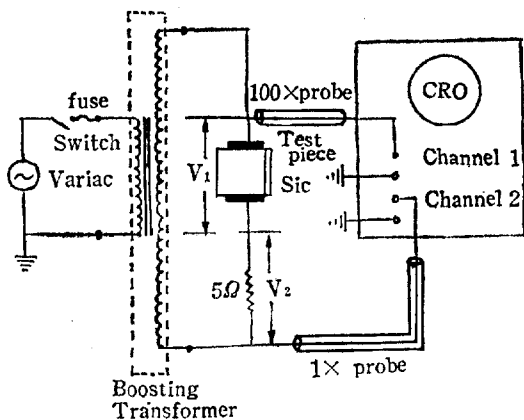 100×probe
CRO
fuse
Switch
Variac
V₁
Test
piece
Sic
Channel 1
Channel 2
5Ω
V₂
1× probe
Boosting
Transformer